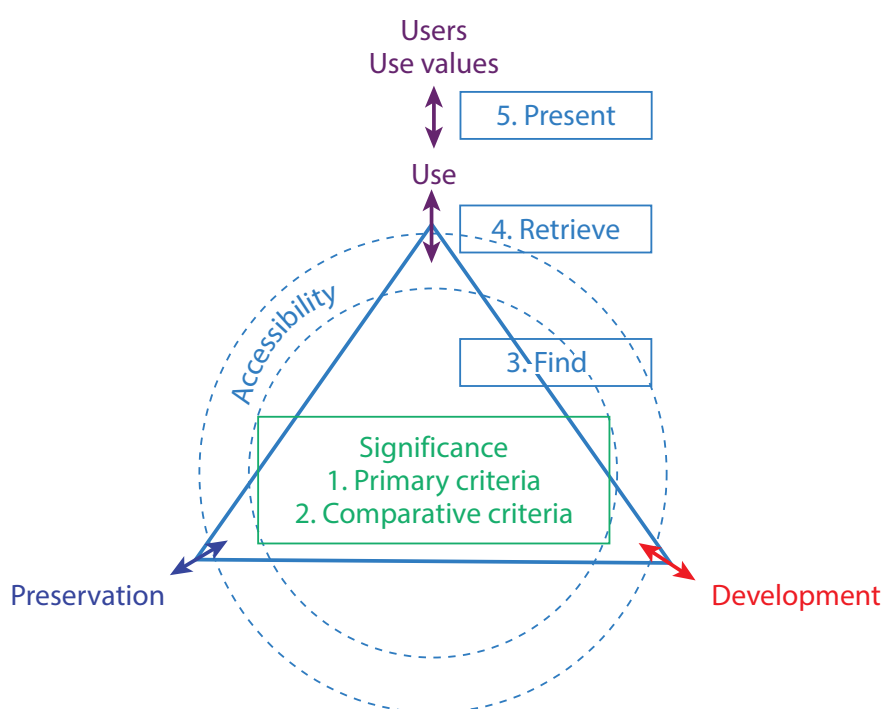 Users
Use values
5. Present
Use
4. Retrieve
Accessibility
3. Find
Significance
1. Primary criteria
2. Comparative criteria
Preservation
Development